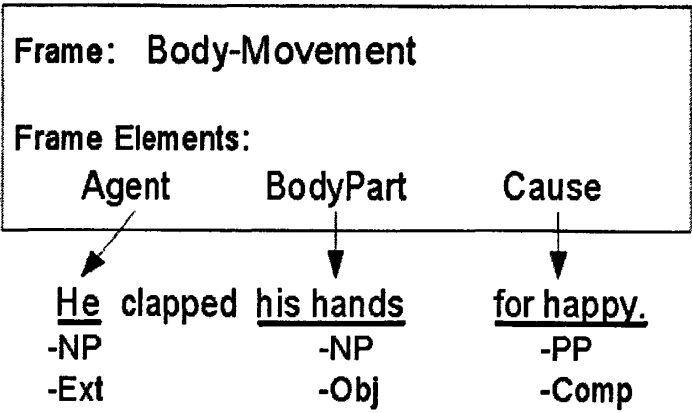 Frame: Body-Movement
Frame Elements:
Agent BodyPart Cause
He clapped his hands for happy.
-NP -NP -PP
-Ext -Obj -Comp